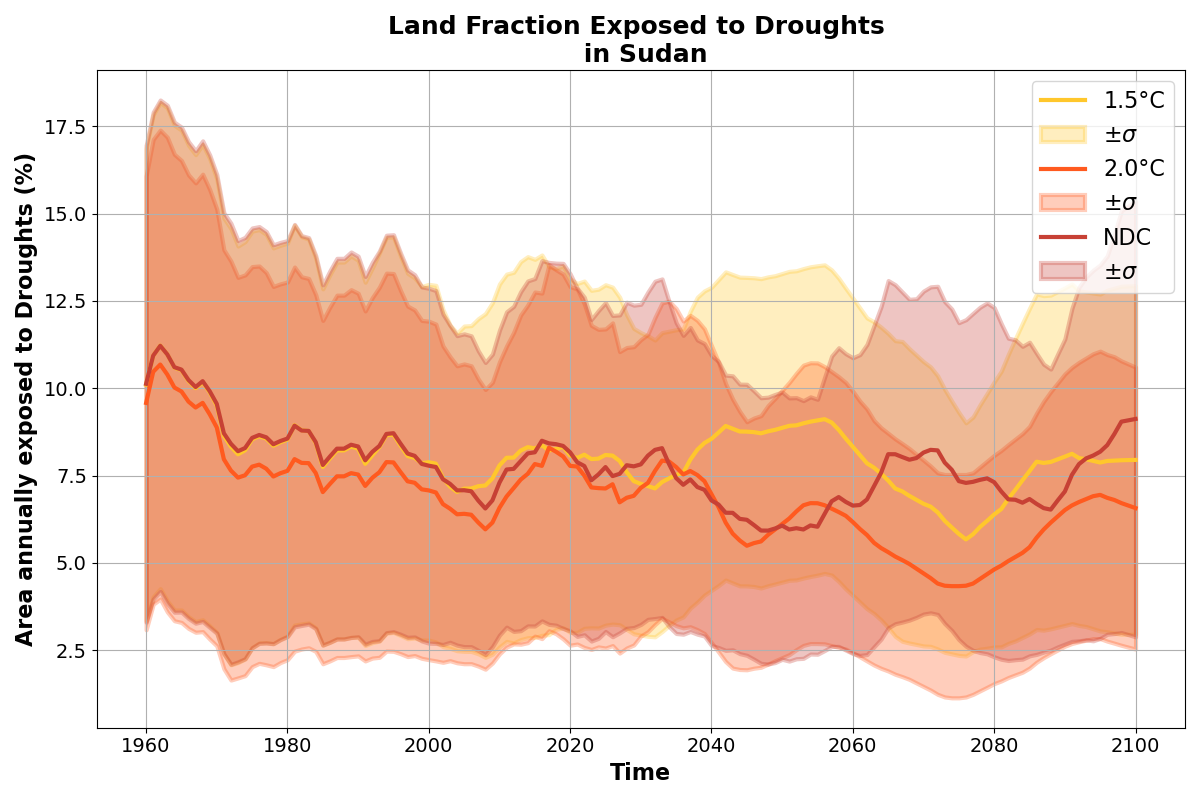 Land Fraction Exposed to Droughts
in Sudan
Area annually exposed to Droughts (%)
17.5
15.0
12.5
10.0
7.5
5.0
2.5
1.5°C
±σ
2.0°C
±σ
NDC
±σ
1960
1980
2000
2020
2040
2060
2080
2100
Time